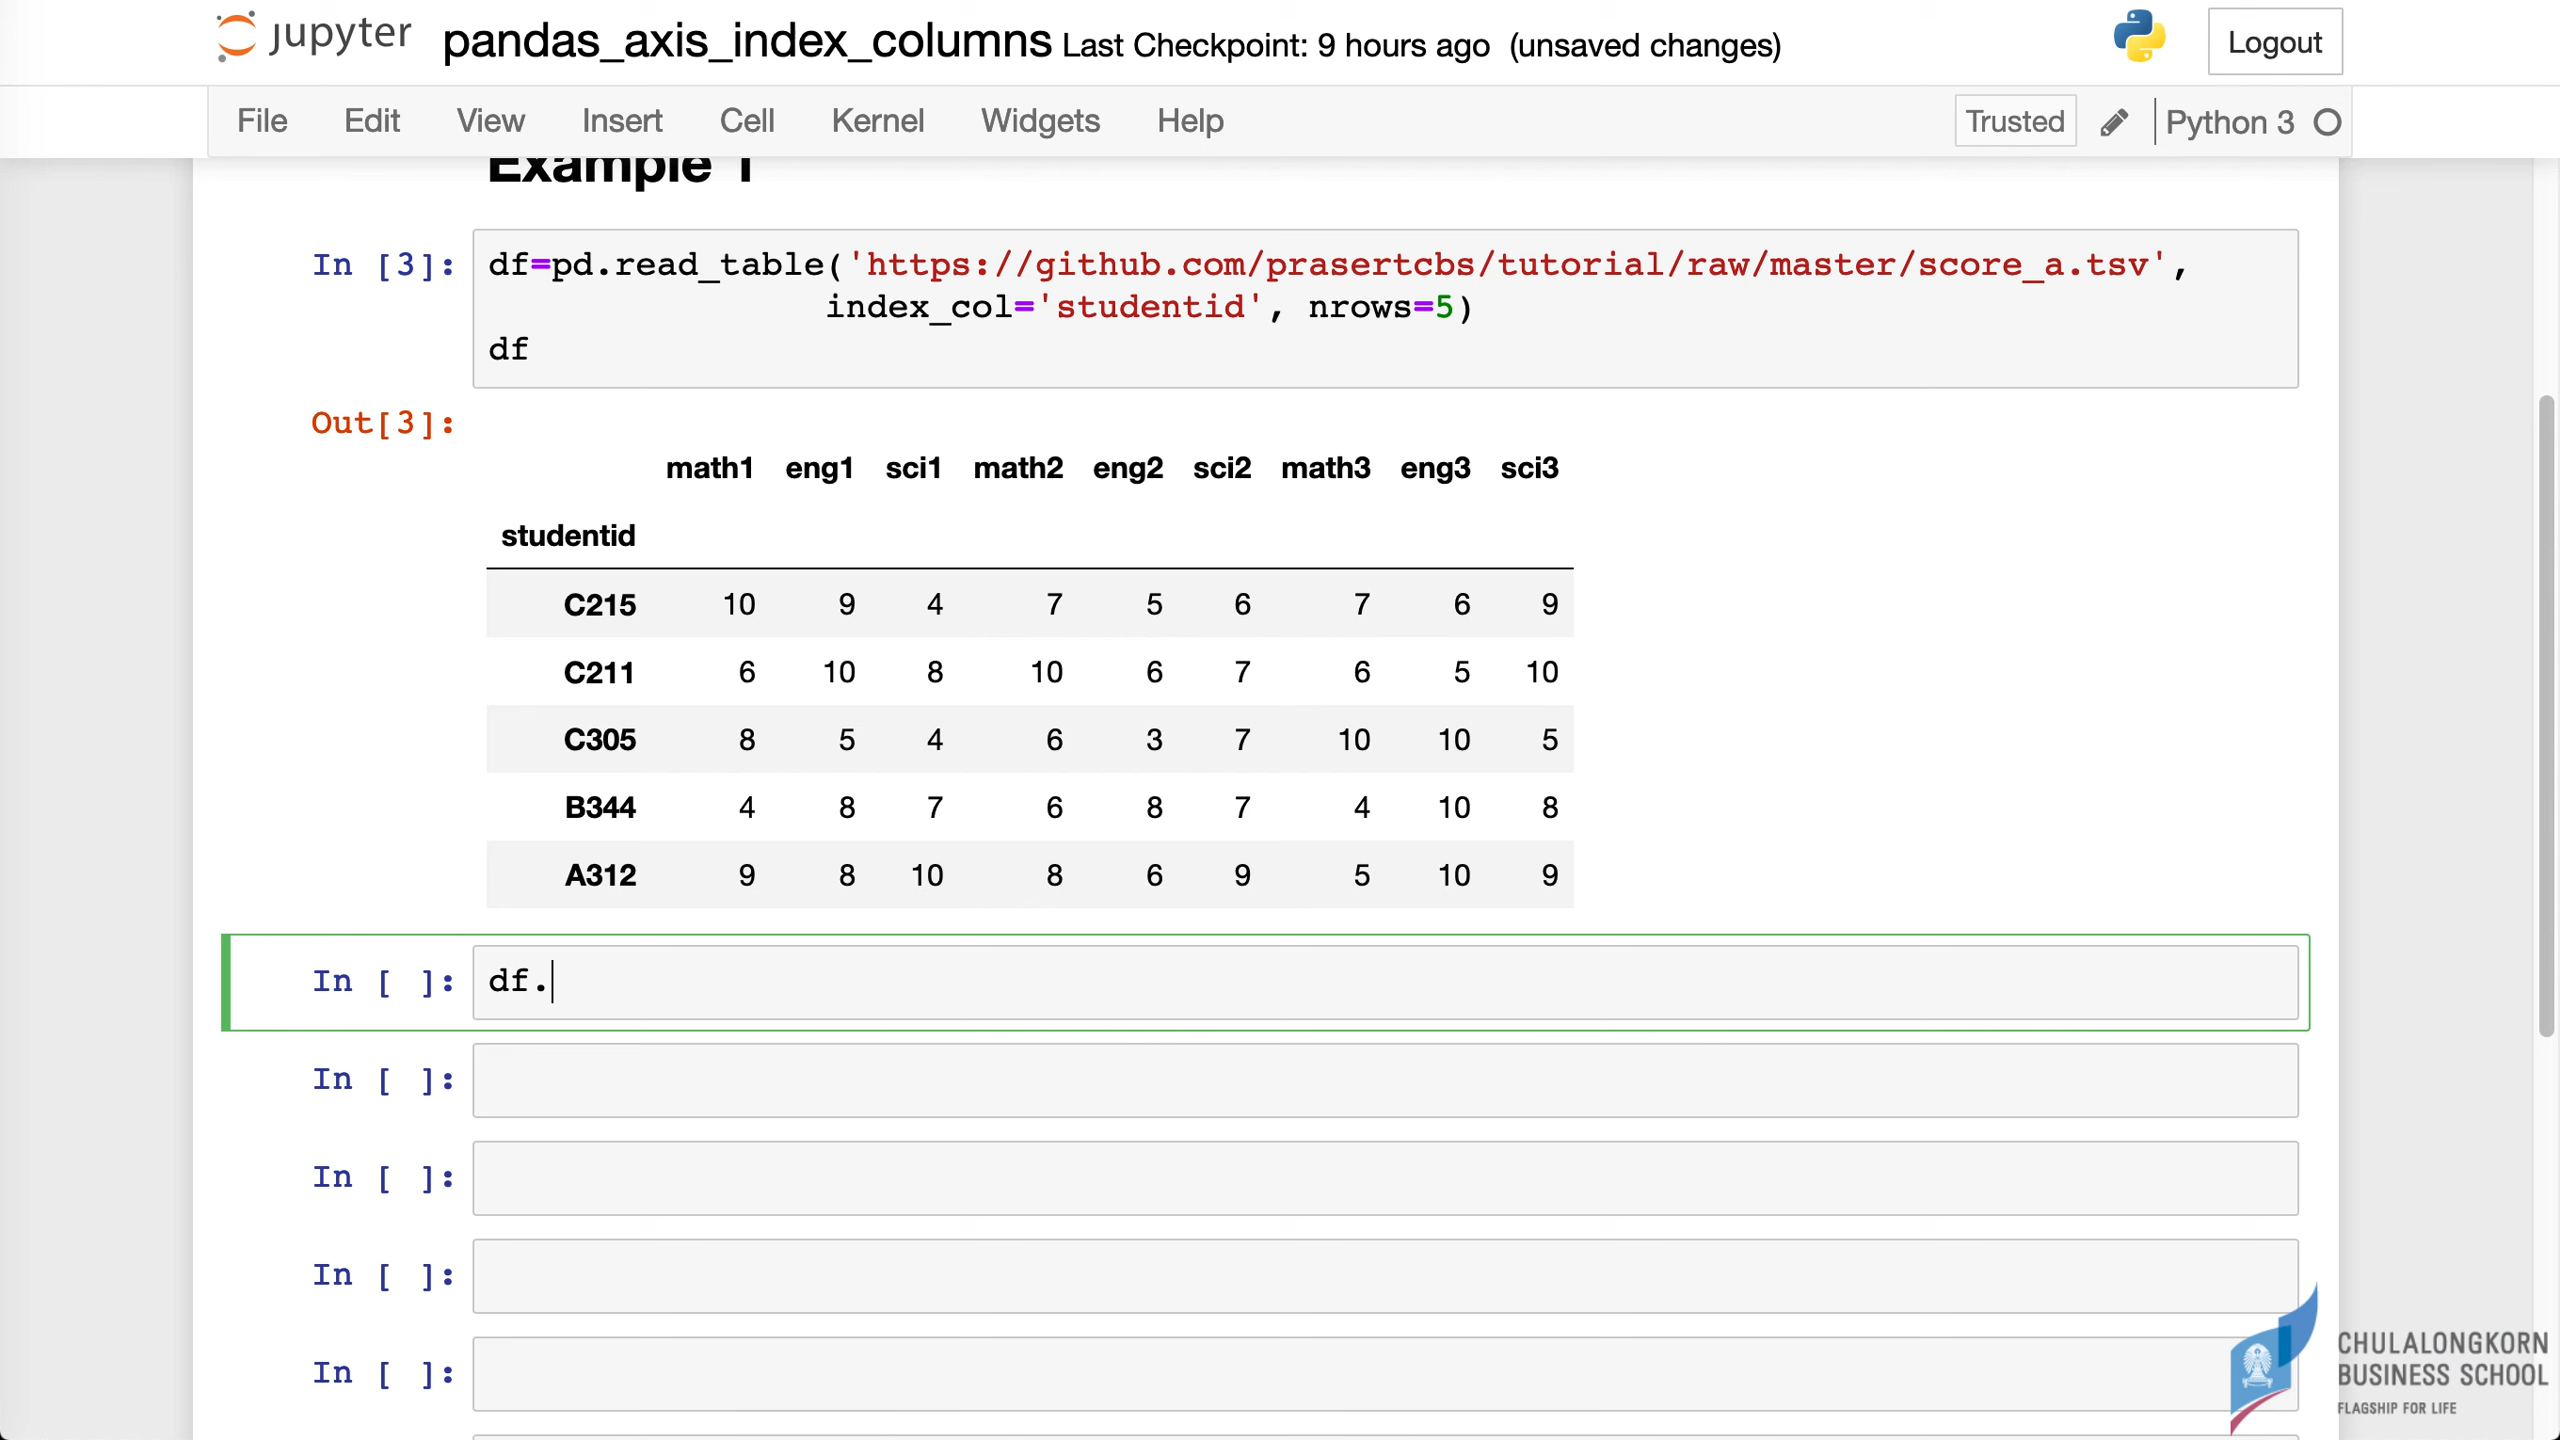 jupyter pandas_axis_index_columns Last Checkpoint: 9 hours ago (unsaved changes) Logout
File Edit View Insert Cell Kernel Widgets Help Trusted Python 3
Example 1
In [3]: df=pd.read_table('https://github.com/prasertcbs/tutorial/raw/master/score_a.tsv',
index_col='studentid', nrows=5)
df
Out[3]:
math1 eng1 sci1 math2 eng2 sci2 math3 eng3 sci3
studentid
C215 10 9 4 7 5 6 7 6 9
C211 6 10 8 10 6 7 6 5 10
C305 8 5 4 6 3 7 10 10 5
B344 4 8 7 6 8 7 4 10 8
A312 9 8 10 8 6 9 5 10 9
In [ ]: df.
In [ ]:
In [ ]:
In [ ]:
In [ ]:
CHULALONGKORN
BUSINESS SCHOOL
FLAGSHIP FOR LIFE